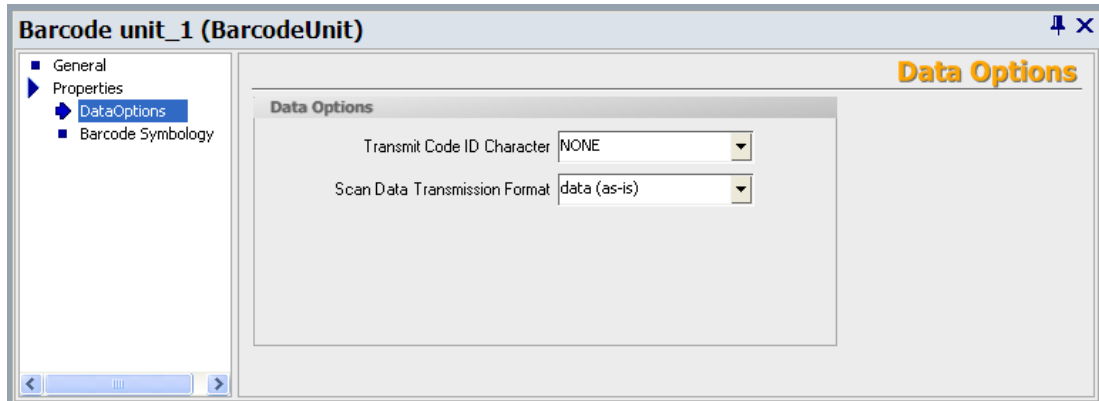 Barcode unit_1 (BarcodeUnit)
General
Properties
DataOptions
Barcode Symbology
Data Options
Data Options
Transmit Code ID Character NONE
Scan Data Transmission Format data (as-is)